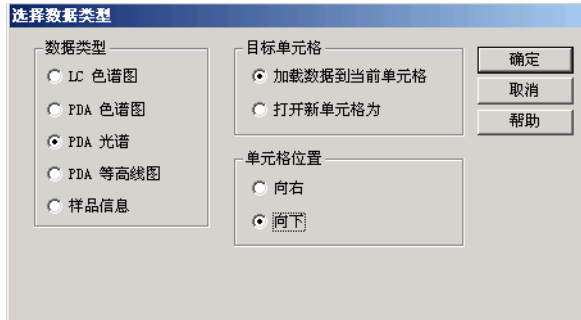 选择数据类型
数据类型
LC 色谱图
PDA 色谱图
PDA 光谱
PDA 等高线图
样品信息
目标单元格
加载数据到当前单元格
打开新单元格为
单元格位置
向右
向下
确定
取消
帮助